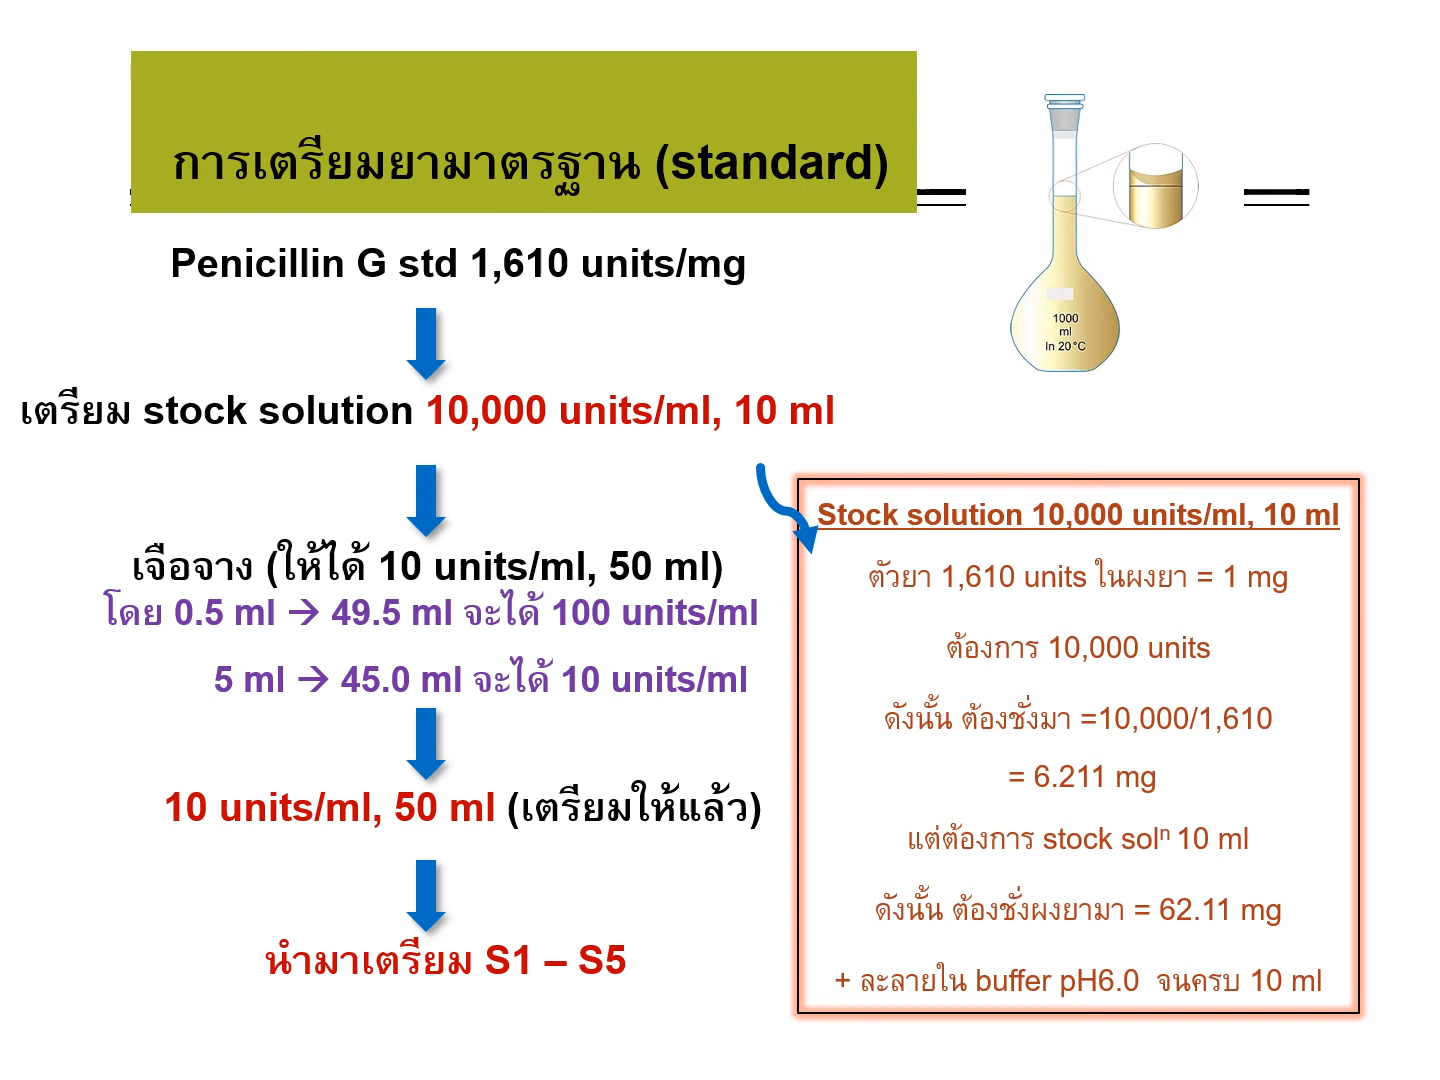 การเตรียมยามาตรฐาน (standard)
Penicillin G std 1,610 units/mg
เตรียม stock solution 10,000 units/ml, 10 ml
เจือจาง (ให้ได้ 10 units/ml, 50 ml)
โดย 0.5 ml → 49.5 ml จะได้ 100 units/ml
5 ml → 45.0 ml จะได้ 10 units/ml
10 units/ml, 50 ml (เตรียมให้แล้ว)
นำมาเตรียม S1 – S5
1000
ml
In 20 °C
Stock solution 10,000 units/ml, 10 ml
ตัวยา 1,610 units ในผงยา = 1 mg
ต้องการ 10,000 units
ดังนั้น ต้องชั่งมา =10,000/1,610
= 6.211 mg
แต่ต้องการ stock solⁿ 10 ml
ดังนั้น ต้องชั่งผงยามา = 62.11 mg
+ ละลายใน buffer pH6.0 จนครบ 10 ml